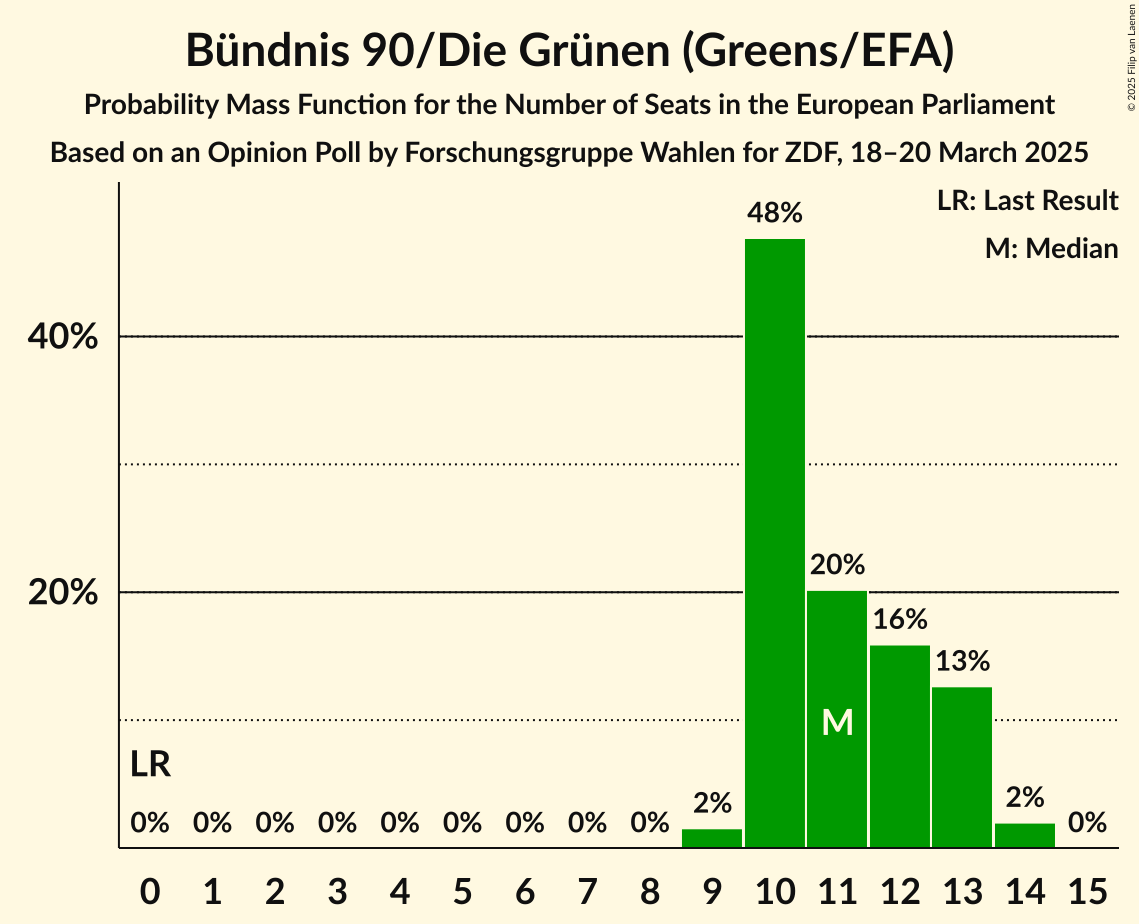 Bündnis 90/Die Grünen (Greens/EFA)
Probability Mass Function for the Number of Seats in the European Parliament
Based on an Opinion Poll by Forschungsgruppe Wahlen for ZDF, 18–20 March 2025
© 2025 Filip van Laenen
LR: Last Result
M: Median
48%
40%
20%
20%
16%
13%
M
LR
0% 0% 0% 0% 0% 0% 0% 0% 0% 2% 2% 0%
0 1 2 3 4 5 6 7 8 9 10 11 12 13 14 15